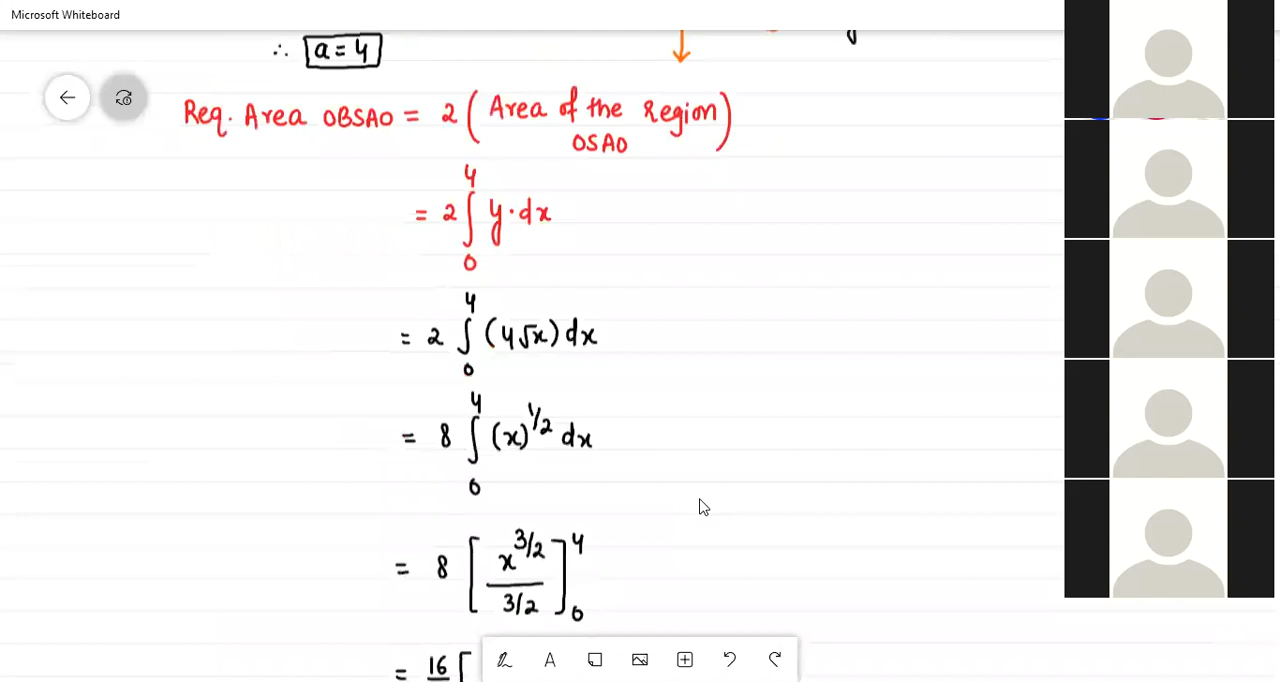 Microsoft Whiteboard
∴ a = 4
Req. Area OBSAO = 2 ( Area of the Region OSAO )
= 2 ∫₀⁴ y · dx
= 2 ∫₀⁴ (4√x) dx
= 8 ∫₀⁴ (x)^1/2 dx
= 8 [ x^3/2 / 3/2 ]₀⁴
= 16 [